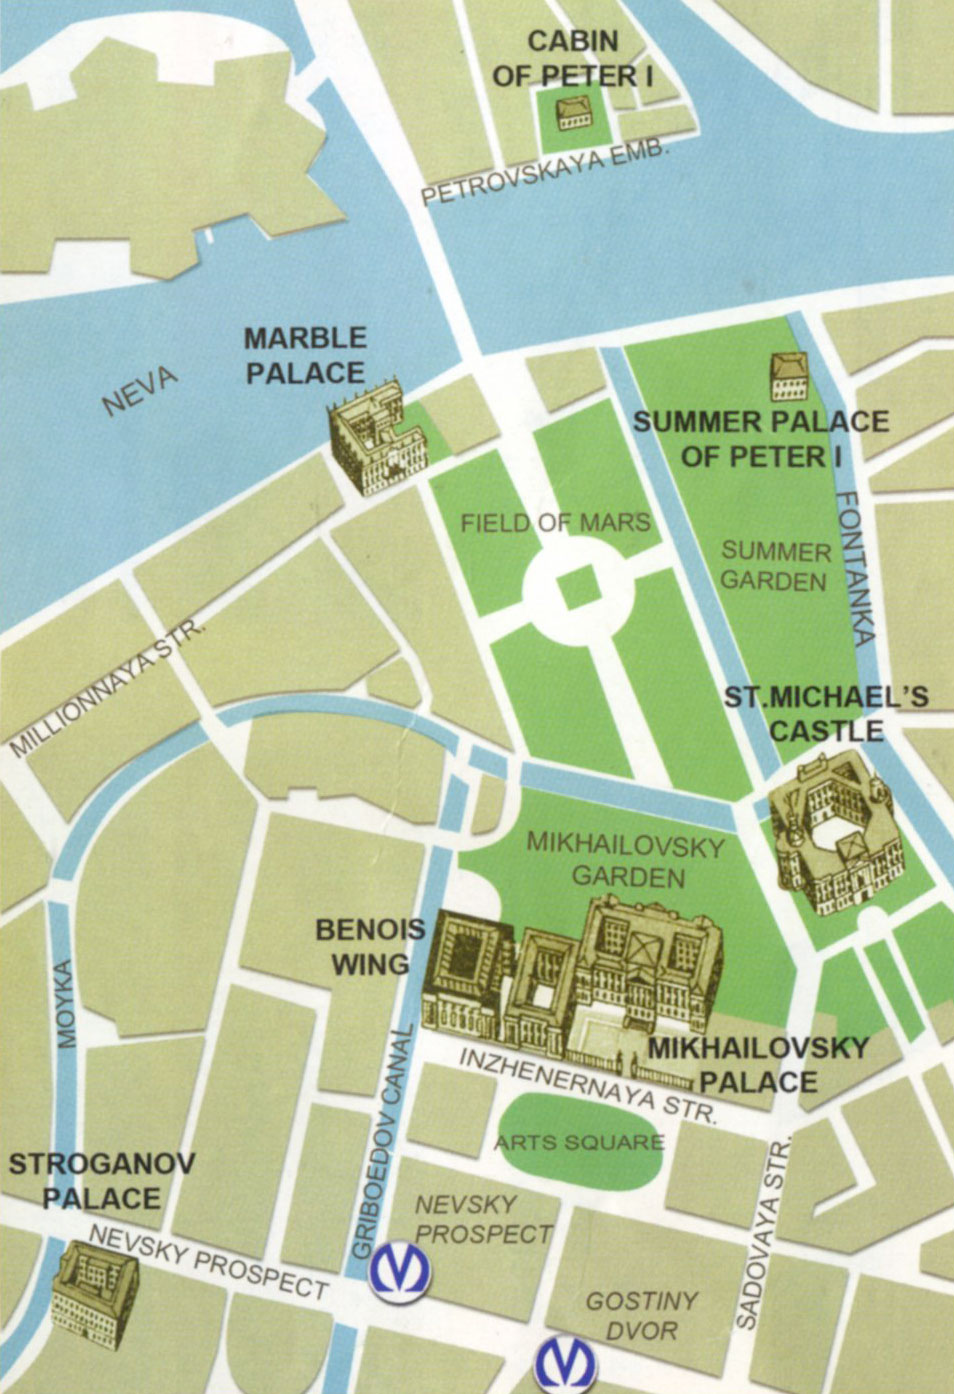 CABIN
OF PETER I
PETROVSKAYA EMB.
MARBLE
PALACE
NEVA
SUMMER PALACE
OF PETER I
FIELD OF MARS
SUMMER
GARDEN
FONTANKA
MILLIONNAYA STR.
ST.MICHAEL'S
CASTLE
MIKHAILOVSKY
GARDEN
BENOIS
WING
MOYKA
GRIBOEDOV CANAL
INZHENERNAYA STR.
MIKHAILOVSKY
PALACE
ARTS SQUARE
STROGANOV
PALACE
NEVSKY PROSPECT
NEVSKY
PROSPECT
SADOVAYA STR.
GOSTINY
DVOR